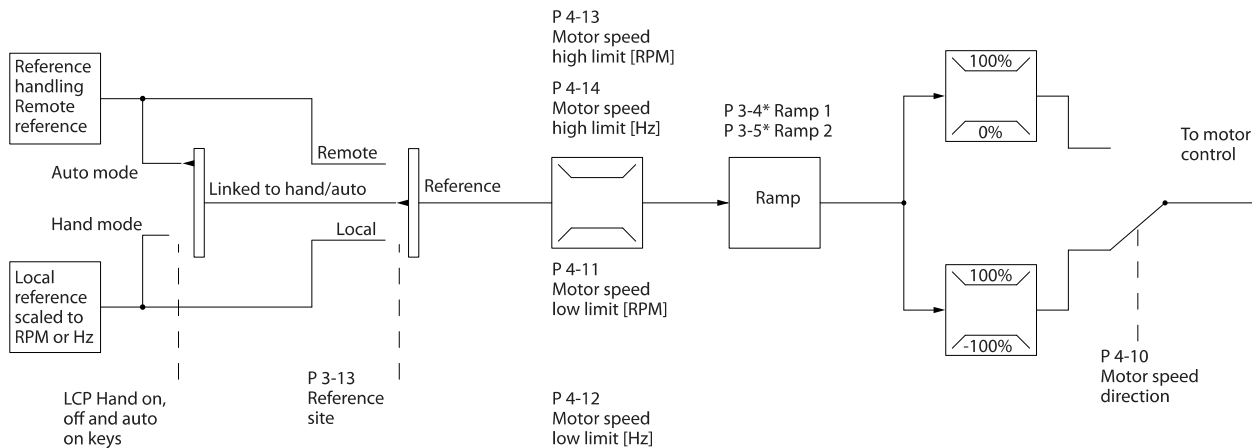 P 4-13
Motor speed
high limit [RPM]
P 4-14
Motor speed
high limit [Hz]
Reference
handling
Remote
reference
Auto mode
Hand mode
Local
reference
scaled to
RPM or Hz
LCP Hand on,
off and auto
on keys
Linked to hand/auto
Remote
Local
P 3-13
Reference
site
Reference
P 4-11
Motor speed
low limit [RPM]
P 4-12
Motor speed
low limit [Hz]
P 3-4* Ramp 1
P 3-5* Ramp 2
Ramp
100%
0%
100%
-100%
To motor
control
P 4-10
Motor speed
direction